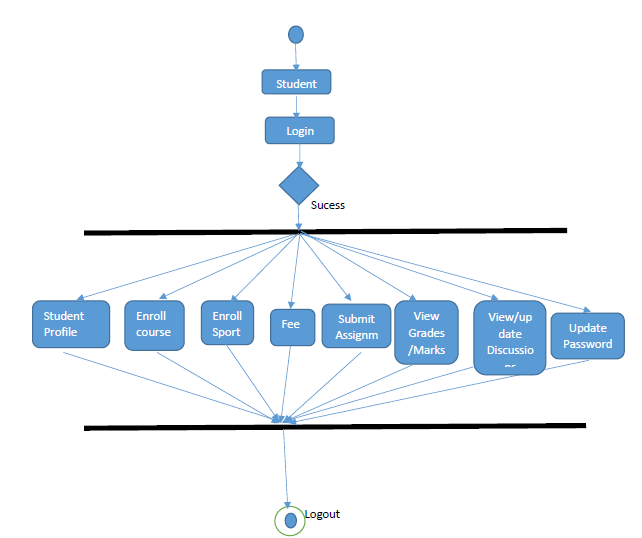 Student
Login
Sucess
Student
Profile
Enroll
course
Enroll
Sport
Fee
Submit
Assignm
View
Grades
/Marks
View/up
date
Discussio
Update
Password
Logout